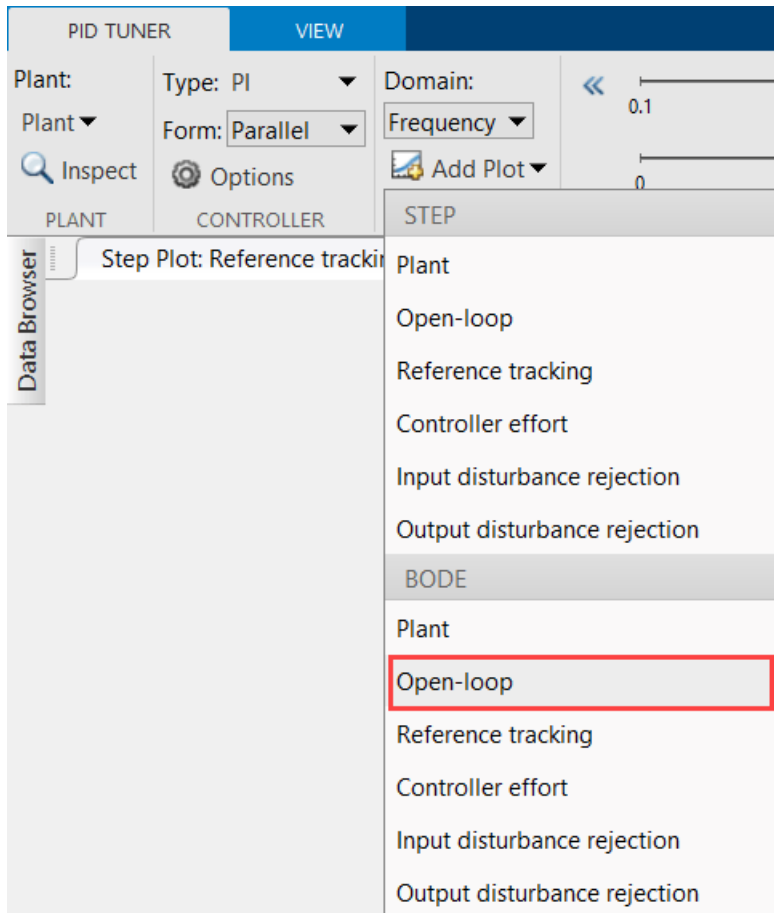 PID TUNER VIEW
Plant: Type: PI Domain:
Plant Form: Parallel Frequency 0.1
Inspect Options Add Plot 0
PLANT CONTROLLER
STEP
Data Browser
Step Plot: Reference trackin
Plant
Open-loop
Reference tracking
Controller effort
Input disturbance rejection
Output disturbance rejection
BODE
Plant
Open-loop
Reference tracking
Controller effort
Input disturbance rejection
Output disturbance rejection